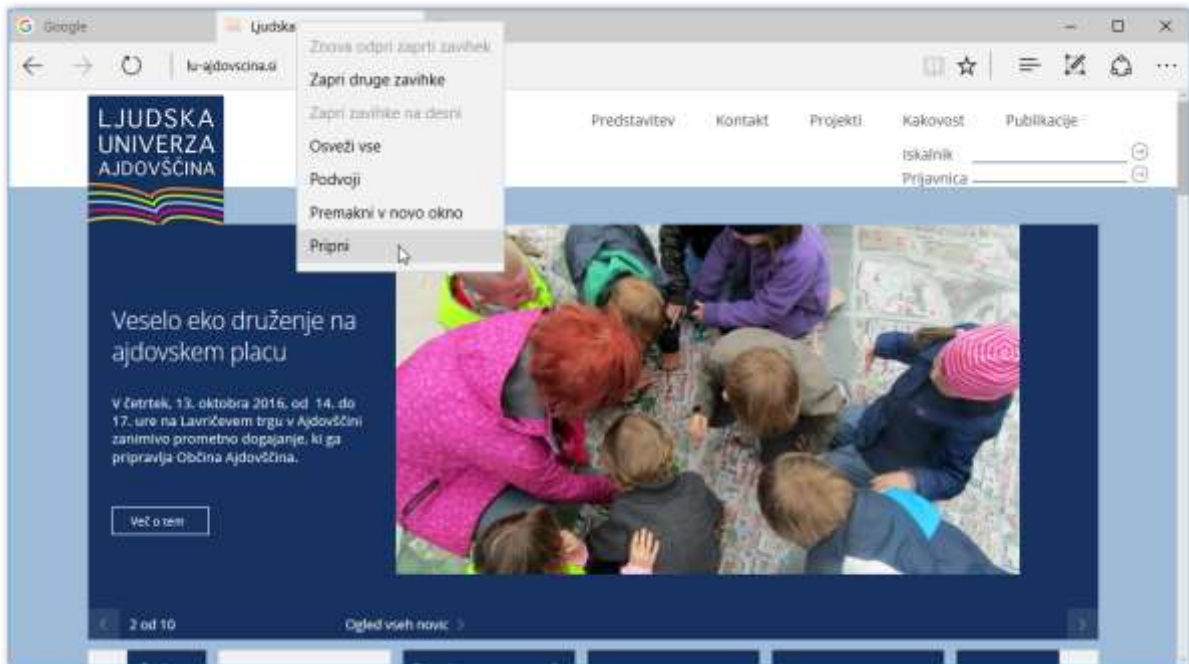 Google
Ljudska
lu-ajdovscina.si
Znova odpri zaprti zavihek
Zapri druge zavihke
Zapri zavihke na desni
Osveži vse
Podvoji
Premakni v novo okno
Pripni
LJUDSKA
UNIVERZA
AJDOVŠČINA
Predstavitev Kontakt Projekti Kakovost Publikacije
Iskalnik
Prijavnica
Veselo eko druženje na
ajdovskem placu
V četrtek, 13. oktobra 2016, od 14. do
17. ure na Lavričevem trgu v Ajdovščini
zanimivo prometno dogajanje, ki ga
pripravlja Občina Ajdovščina.
Več o tem
2 od 10
Ogled vseh novic